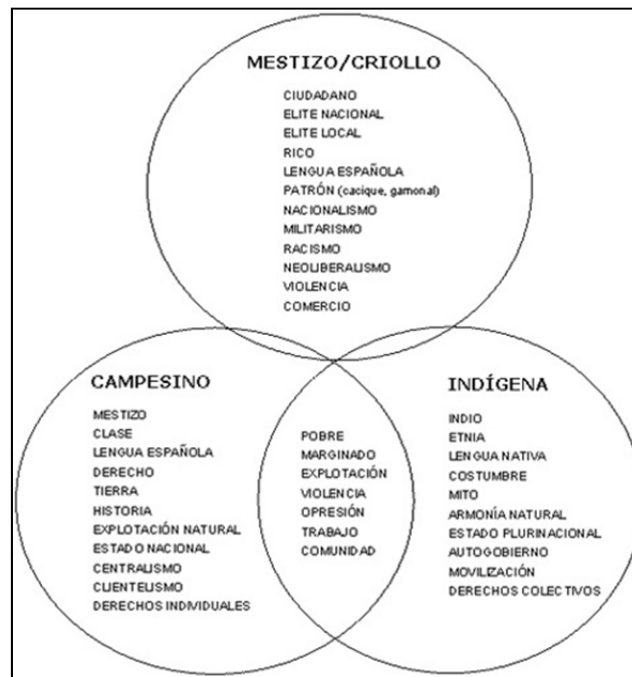 MESTIZO/CRIOLLO
CIUDADANO
ELITE NACIONAL
ELITE LOCAL
RICO
LENGUA ESPAÑOLA
PATRÓN (cacique, gamonal)
NACIONALISMO
MILITARISMO
RACISMO
NEOLIBERALISMO
VIOLENCIA
COMERCIO
CAMPESINO
MESTIZO
CLASE
LENGUA ESPAÑOLA
DERECHO
TIERRA
HISTORIA
EXPLOTACIÓN NATURAL
ESTADO NACIONAL
CENTRALISMO
CLIENTELISMO
DERECHOS INDIVIDUALES
POBRE
MARGINADO
EXPLOTACIÓN
VIOLENCIA
OPRESIÓN
TRABAJO
COMUNIDAD
INDÍGENA
INDIO
ETNIA
LENGUA NATIVA
COSTUMBRE
MITO
ARMONÍA NATURAL
ESTADO PLURINACIONAL
AUTOGOBIERNO
MOVILIZACIÓN
DERECHOS COLECTIVOS